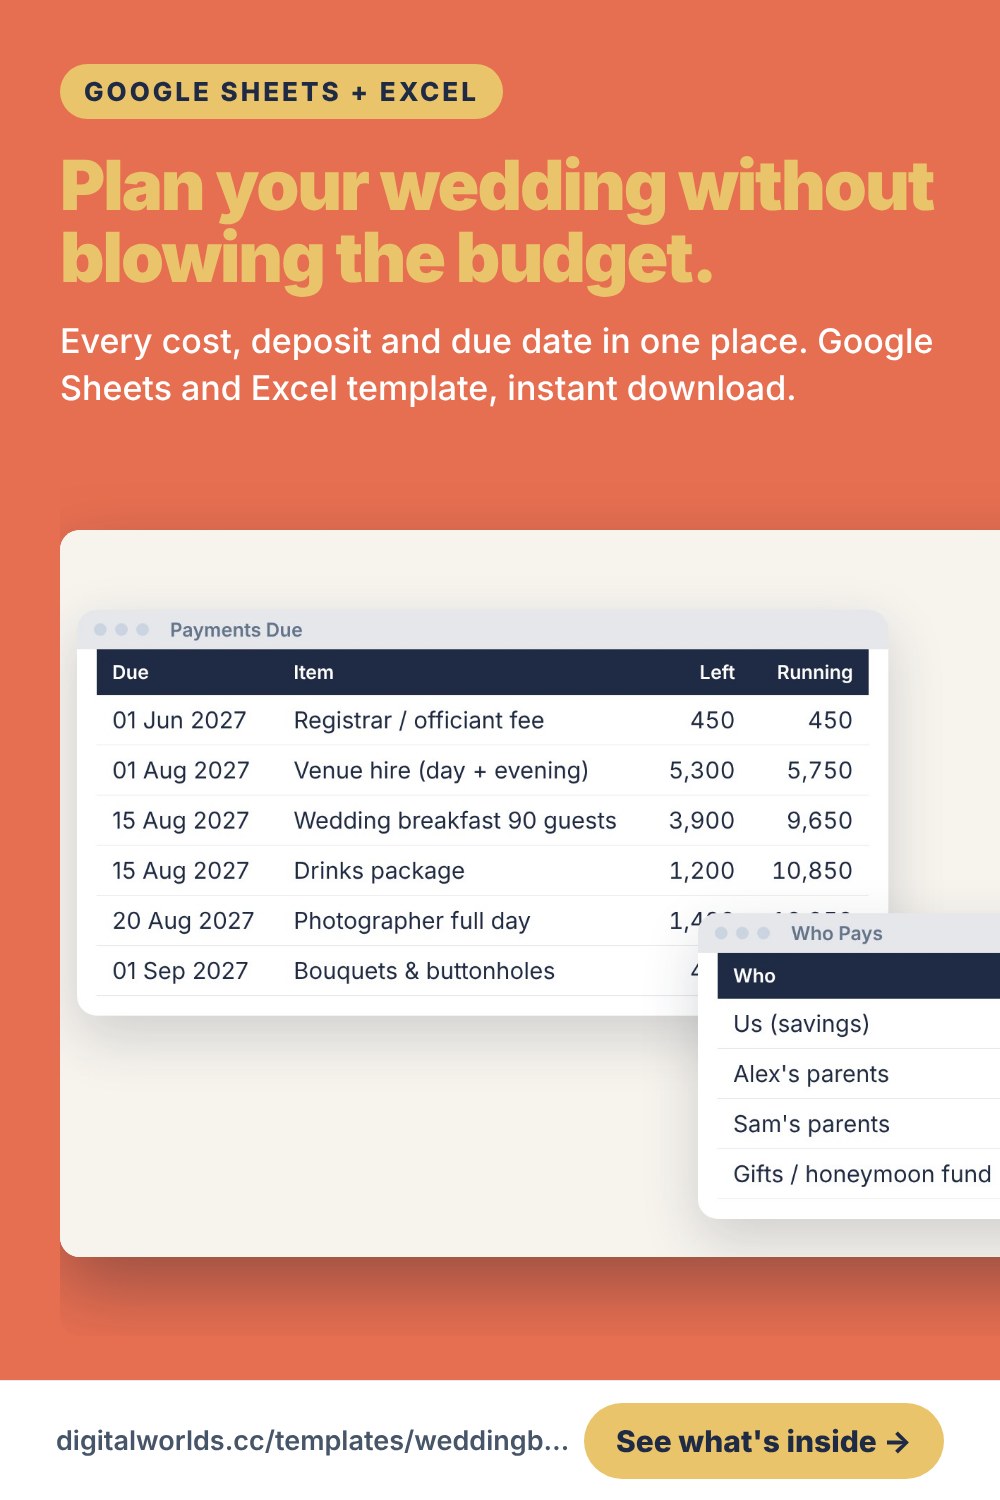 GOOGLE SHEETS + EXCEL
Plan your wedding without
blowing the budget.
Every cost, deposit and due date in one place. Google
Sheets and Excel template, instant download.
Payments Due
Due Item Left Running
01 Jun 2027 Registrar / officiant fee 450 450
01 Aug 2027 Venue hire (day + evening) 5,300 5,750
15 Aug 2027 Wedding breakfast 90 guests 3,900 9,650
15 Aug 2027 Drinks package 1,200 10,850
20 Aug 2027 Photographer full day
01 Sep 2027 Bouquets & buttonholes
Who Pays
Who
Us (savings)
Alex's parents
Sam's parents
Gifts / honeymoon fund
digitalworlds.cc/templates/weddingb...
See what's inside →